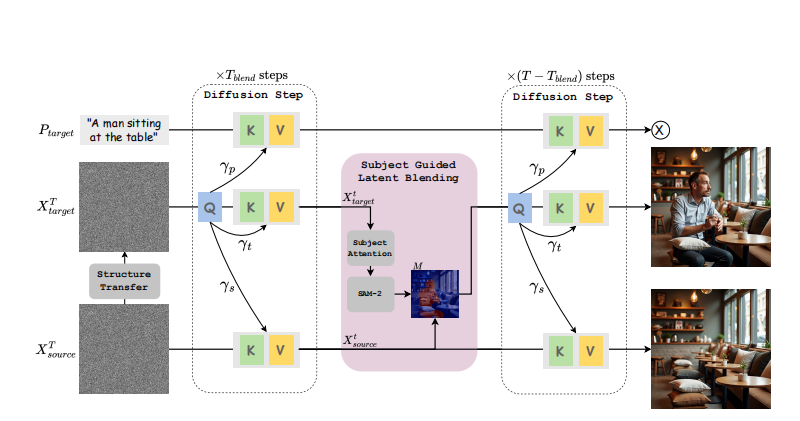 ×T_blend steps
Diffusion Step
P_target
"A man sitting
at the table"
K V
γ_p
X^T_target
Q
K V
γ_t
Structure
Transfer
γ_s
X^T_source
K V
Subject Guided
Latent Blending
X^t_target
Subject
Attention
SAM-2
M
X^t_source
×(T − T_blend) steps
Diffusion Step
K V
X
γ_p
Q
K V
γ_t
γ_s
K V